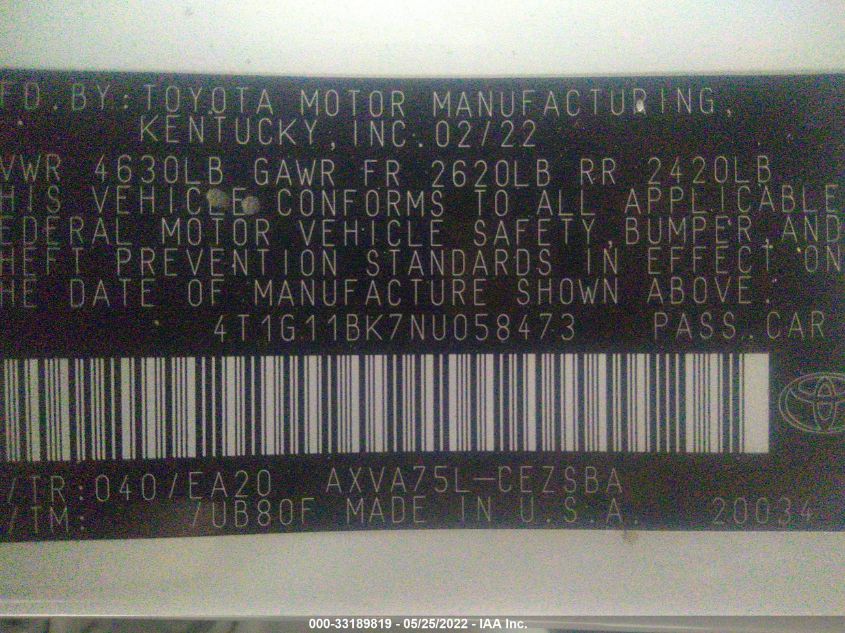 FD. BY: TOYOTA MOTOR MANUFACTURING,
KENTUCKY, INC. 02/22
VWR 4630LB GAWR FR 2620LB RR 2420LB
HIS VEHICLE CONFORMS TO ALL APPLICABLE
EDERAL MOTOR VEHICLE SAFETY, BUMPER, AND
HEFT PREVENTION STANDARDS IN EFFECT ON
HE DATE OF MANUFACTURE SHOWN ABOVE.
4T1G11BK7NU058473 PASS. CAR
/TR: 040/EA20 AXVA75L-CEZSBA
/TM: /UB80F MADE IN U.S.A. 20034
000-33189819 - 05/25/2022 - IAA Inc.